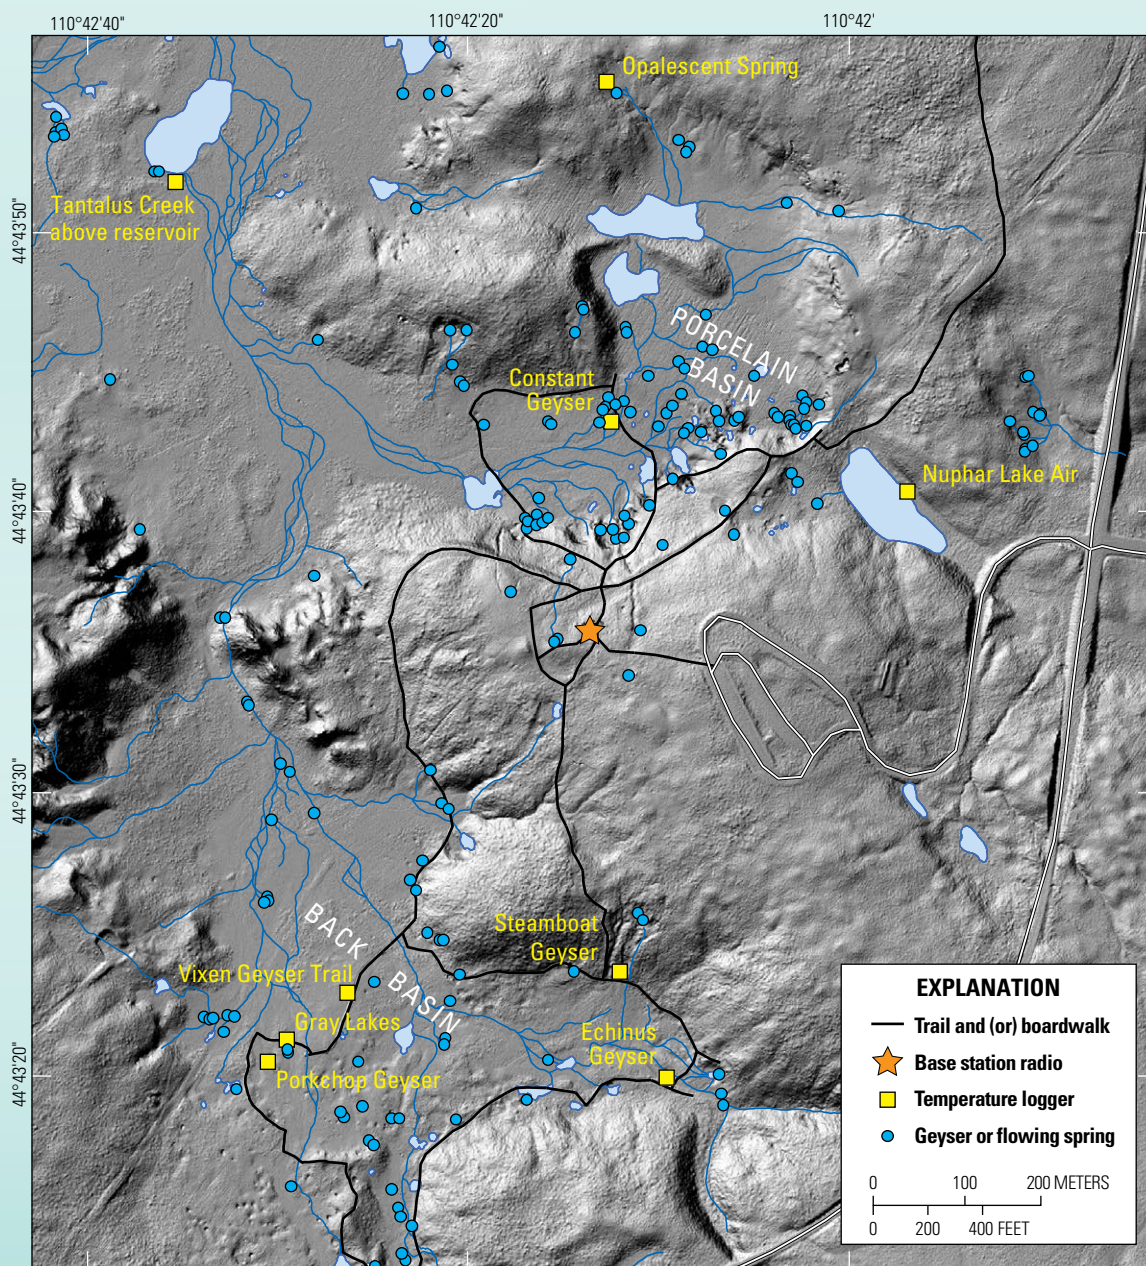 110°42'40"
110°42'20"
110°42'
Opalescent Spring
Tantalus Creek
above reservoir
44°43'50"
PORCELAIN
BASIN
Constant
Geyser
Nuphar Lake Air
44°43'40"
44°43'30"
Steamboat
Geyser
BACK
BASIN
Vixen Geyser Trail
Gray Lakes
Echinus
Geyser
Porkchop Geyser
44°43'20"
EXPLANATION
Trail and (or) boardwalk
Base station radio
Temperature logger
Geyser or flowing spring
0 100 200 METERS
0 200 400 FEET